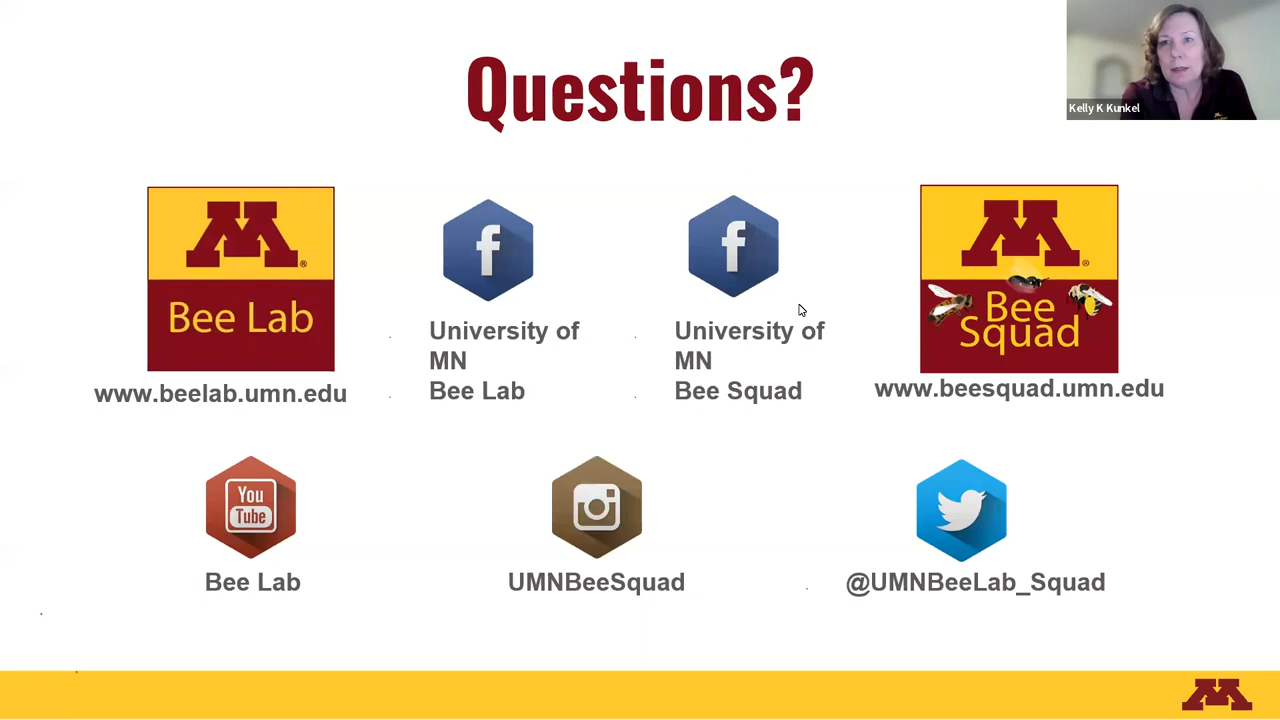 Questions?
Kelly K Kunkel
M
Bee Lab
www.beelab.umn.edu
f
University of
MN
Bee Lab
f
University of
MN
Bee Squad
M
Bee
Squad
www.beesquad.umn.edu
You
Tube
Bee Lab
UMNBeeSquad
@UMNBeeLab_Squad
M